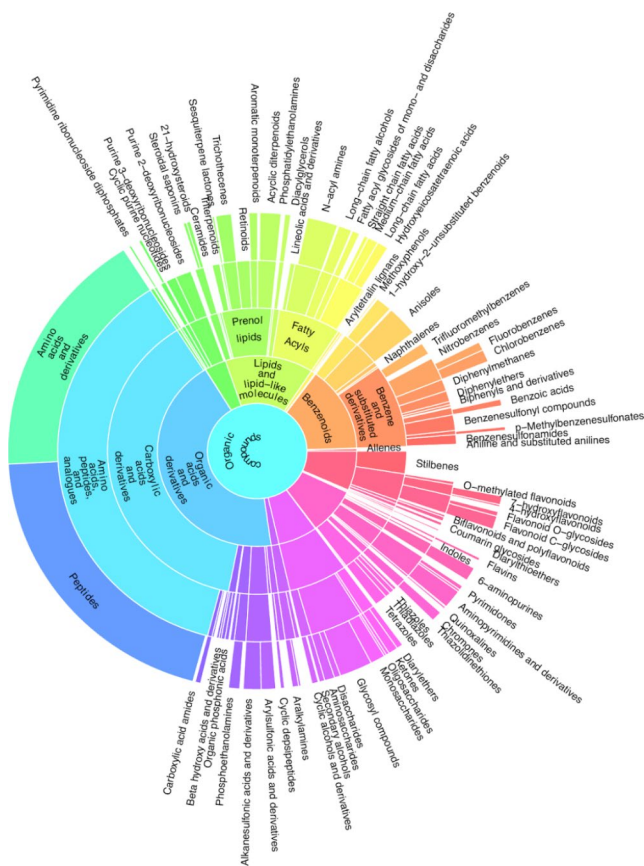 Pyrimidine ribonucleoside diphosphates
Cyclic purine nucleotides
Purine 3−deoxyribonucleosides
Purine 2−deoxyribonucleosides
Steroidal saponins
21−hydroxysteroids
Ceramides
Sesquiterpene lactones
Triterpenoids
Trichothecenes
Retinoids
Aromatic monoterpenoids
Acyclic diterpenoids
Phosphatidylethanolamines
Diacylglycerols
Lineolic acids and derivatives
N−acyl amines
Long−chain fatty alcohols
Fatty acyl glycosides of mono− and disaccharides
Straight chain fatty acids
Medium−chain fatty acids
Long−chain fatty acids
Hydroxyeicosatetraenoic acids
Aryltetralin lignans
Methoxyphenols
1−hydroxy−2−unsubstituted benzenoids
Anisoles
Naphthalenes
Trifluoromethylbenzenes
Nitrobenzenes
Fluorobenzenes
Chlorobenzenes
Diphenylmethanes
Diphenylethers
Biphenyls and derivatives
Benzoic acids
Benzenesulfonyl compounds
p−Methylbenzenesulfonates
Benzenesulfonamides
Aniline and substituted anilines
Allenes
Stilbenes
O−methylated flavonoids
7−hydroxyflavonoids
4−hydroxyflavonoids
Flavonoid O−glycosides
Flavonoid C−glycosides
Biflavonoids and polyflavonoids
Coumarin glycosides
Diarylthioethers
Indoles
Flavins
6−aminopurines
Pyrimidones
Aminopyrimidines and derivatives
Quinoxalines
Chromones
Thiazolidinethiones
Thiazoles
Thiadiazoles
Tetrazoles
Diarylethers
Ketones
Oligosaccharides
Monosaccharides
Glycosyl compounds
Disaccharides
Aminosaccharides
Secondary alcohols
Cyclic alcohols and derivatives
Aralkylamines
Cyclic depsipeptides
Arylsulfonic acids and derivatives
Alkanesulfonic acids and derivatives
Phosphoethanolamines
Organic phosphonic acids
Beta hydroxy acids and derivatives
Carboxylic acid amides
Peptides
Amino
acids
and
derivatives
Amino
acids,
peptides,
and
analogues
Carboxylic
acids
and
derivatives
Organic
acids
and
derivatives
Organic
compounds
Lipids
and
lipid−like
molecules
Prenol
lipids
Fatty
Acyls
Benzenoids
Benzene
and
substituted
derivatives